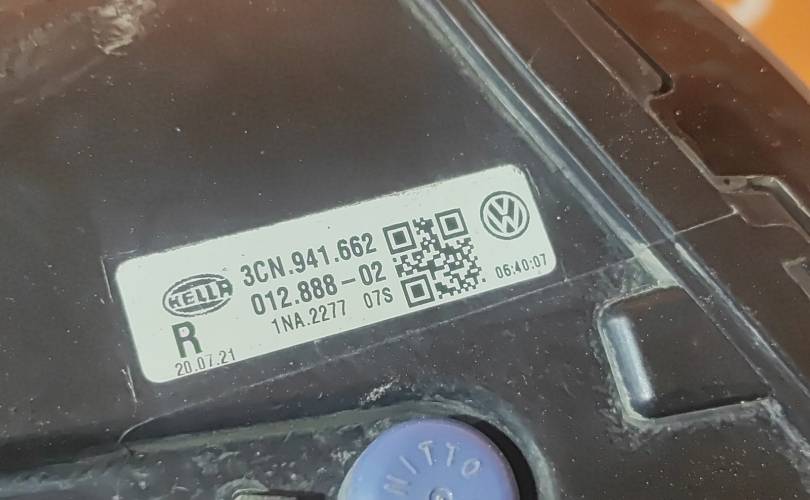 HELLA
3CN.941.662
012.888-02
1NA.2277 07S
R
20.07.21
06:40:07
NITTO